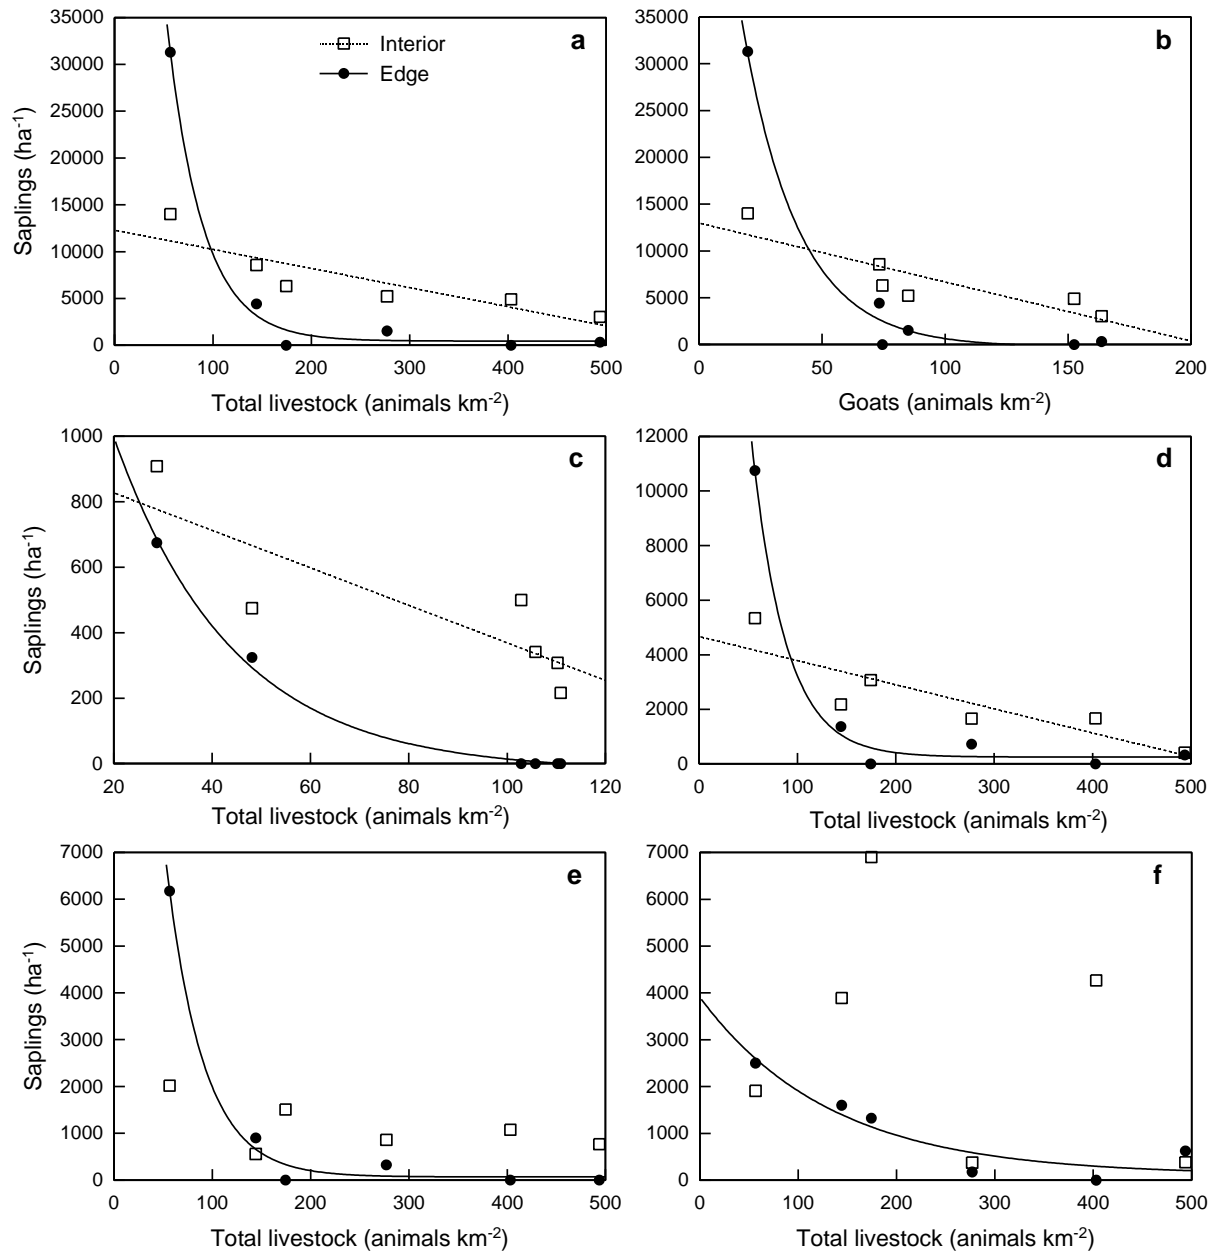 a
Interior
Edge
35000
30000
25000
20000
15000
10000
5000
0
Saplings (ha-1)
0 100 200 300 400 500
Total livestock (animals km-2)
b
35000
30000
25000
20000
15000
10000
5000
0
0 50 100 150 200
Goats (animals km-2)
c
1000
800
600
400
200
0
Saplings (ha-1)
20 40 60 80 100 120
Total livestock (animals km-2)
d
12000
10000
8000
6000
4000
2000
0
0 100 200 300 400 500
Total livestock (animals km-2)
e
7000
6000
5000
4000
3000
2000
1000
0
Saplings (ha-1)
0 100 200 300 400 500
Total livestock (animals km-2)
f
7000
6000
5000
4000
3000
2000
1000
0
0 100 200 300 400 500
Total livestock (animals km-2)